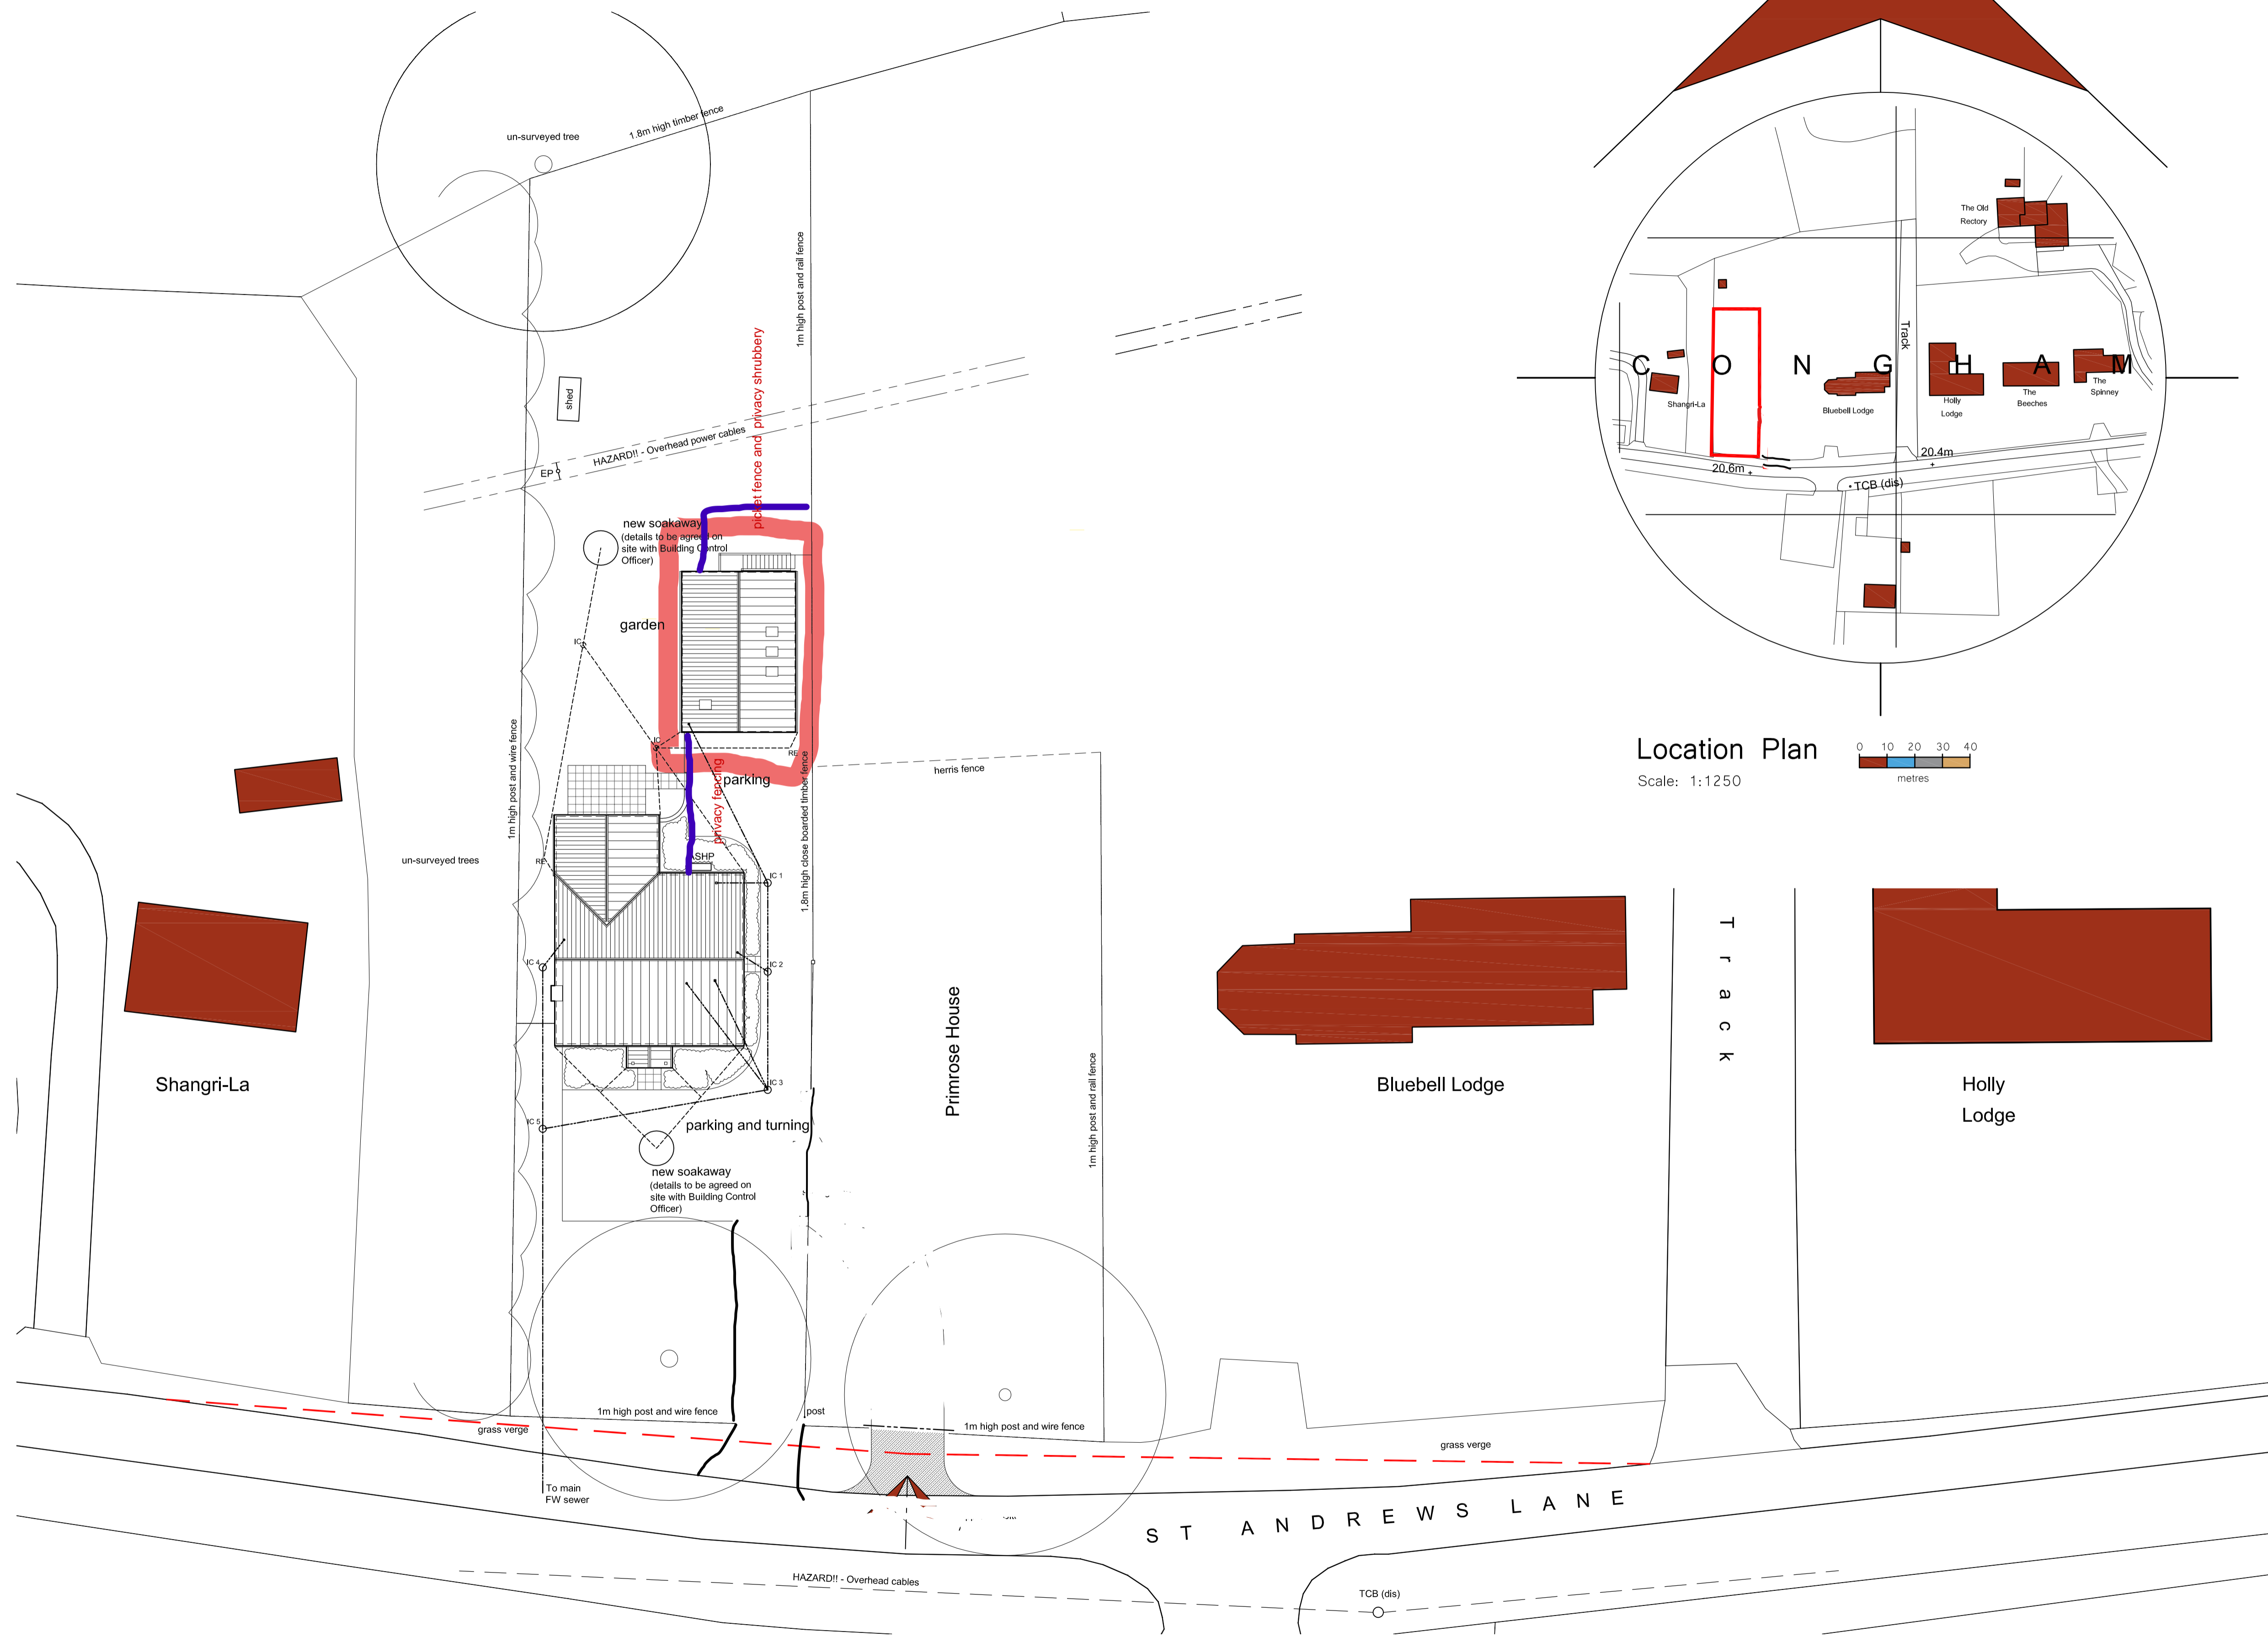 un-surveyed tree
1.8m high timber fence
1m high post and rail fence
shed
EP
HAZARD!! - Overhead power cables
picket fence and privacy shrubbery
new soakaway
(details to be agreed on
site with Building Control
Officer)
IC
garden
IC
RE
1m high post and wire fence
parking
privacy fencing
1.8m high close boarded timber fence
herris fence
un-surveyed trees
RE
ASHP
IC 1
IC 2
IC 4
IC 3
IC 5
Primrose House
1m high post and rail fence
Shangri-La
parking and turning
new soakaway
(details to be agreed on
site with Building Control
Officer)
Bluebell Lodge
Track
Holly
Lodge
1m high post and wire fence
post
1m high post and wire fence
grass verge
grass verge
To main
FW sewer
ST ANDREWS LANE
HAZARD!! - Overhead cables
TCB (dis)
The Old
Rectory
Track
CONGHAM
Shangri-La
Bluebell Lodge
Holly
Lodge
The
Beeches
The
Spinney
20.4m
20.6m
TCB (dis)
Location Plan
Scale: 1:1250
0 10 20 30 40
metres